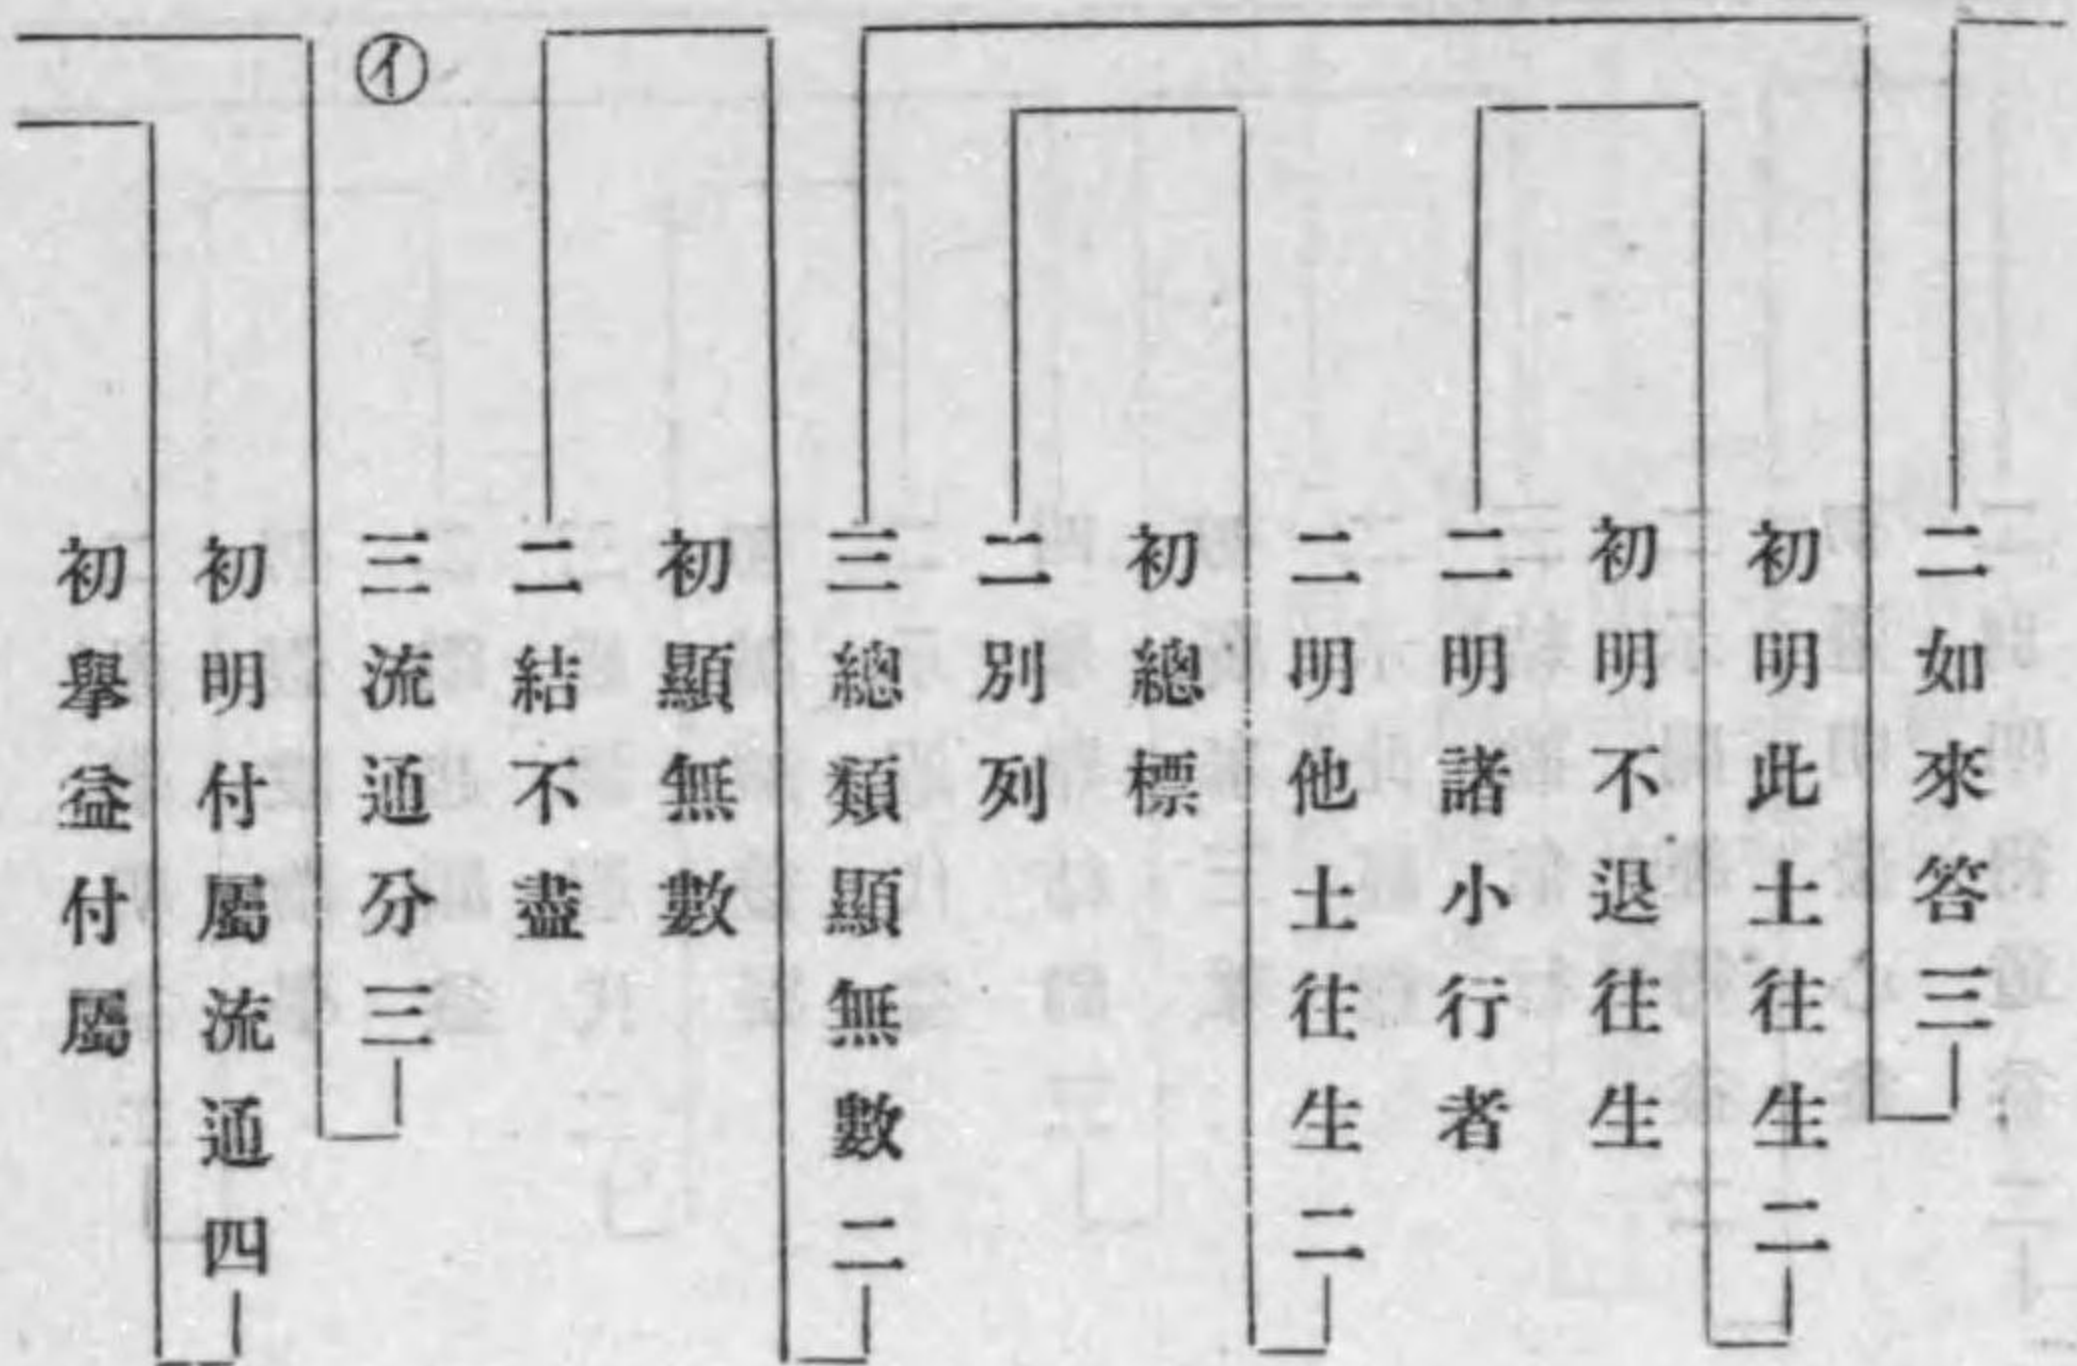 二如來答三
初明此土往生二
初明不退往生
二明諸小行者
二明他土往生二
初總標
二別列
三總類顯無數二
初顯無數
二結不盡
㋑
三流通分三
初明付屬流通四
初擧益付屬